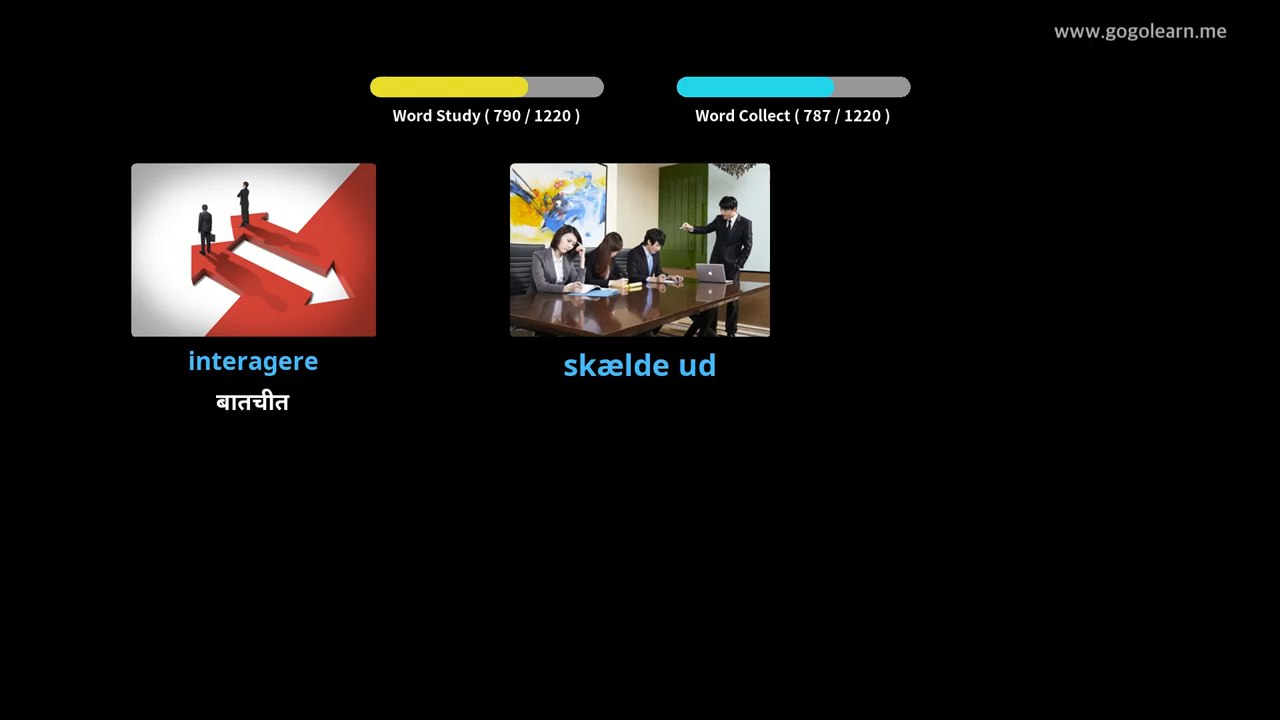 www.gogolearn.me
Word Study ( 790 / 1220 )
Word Collect ( 787 / 1220 )
interagere
बातचीत
skælde ud